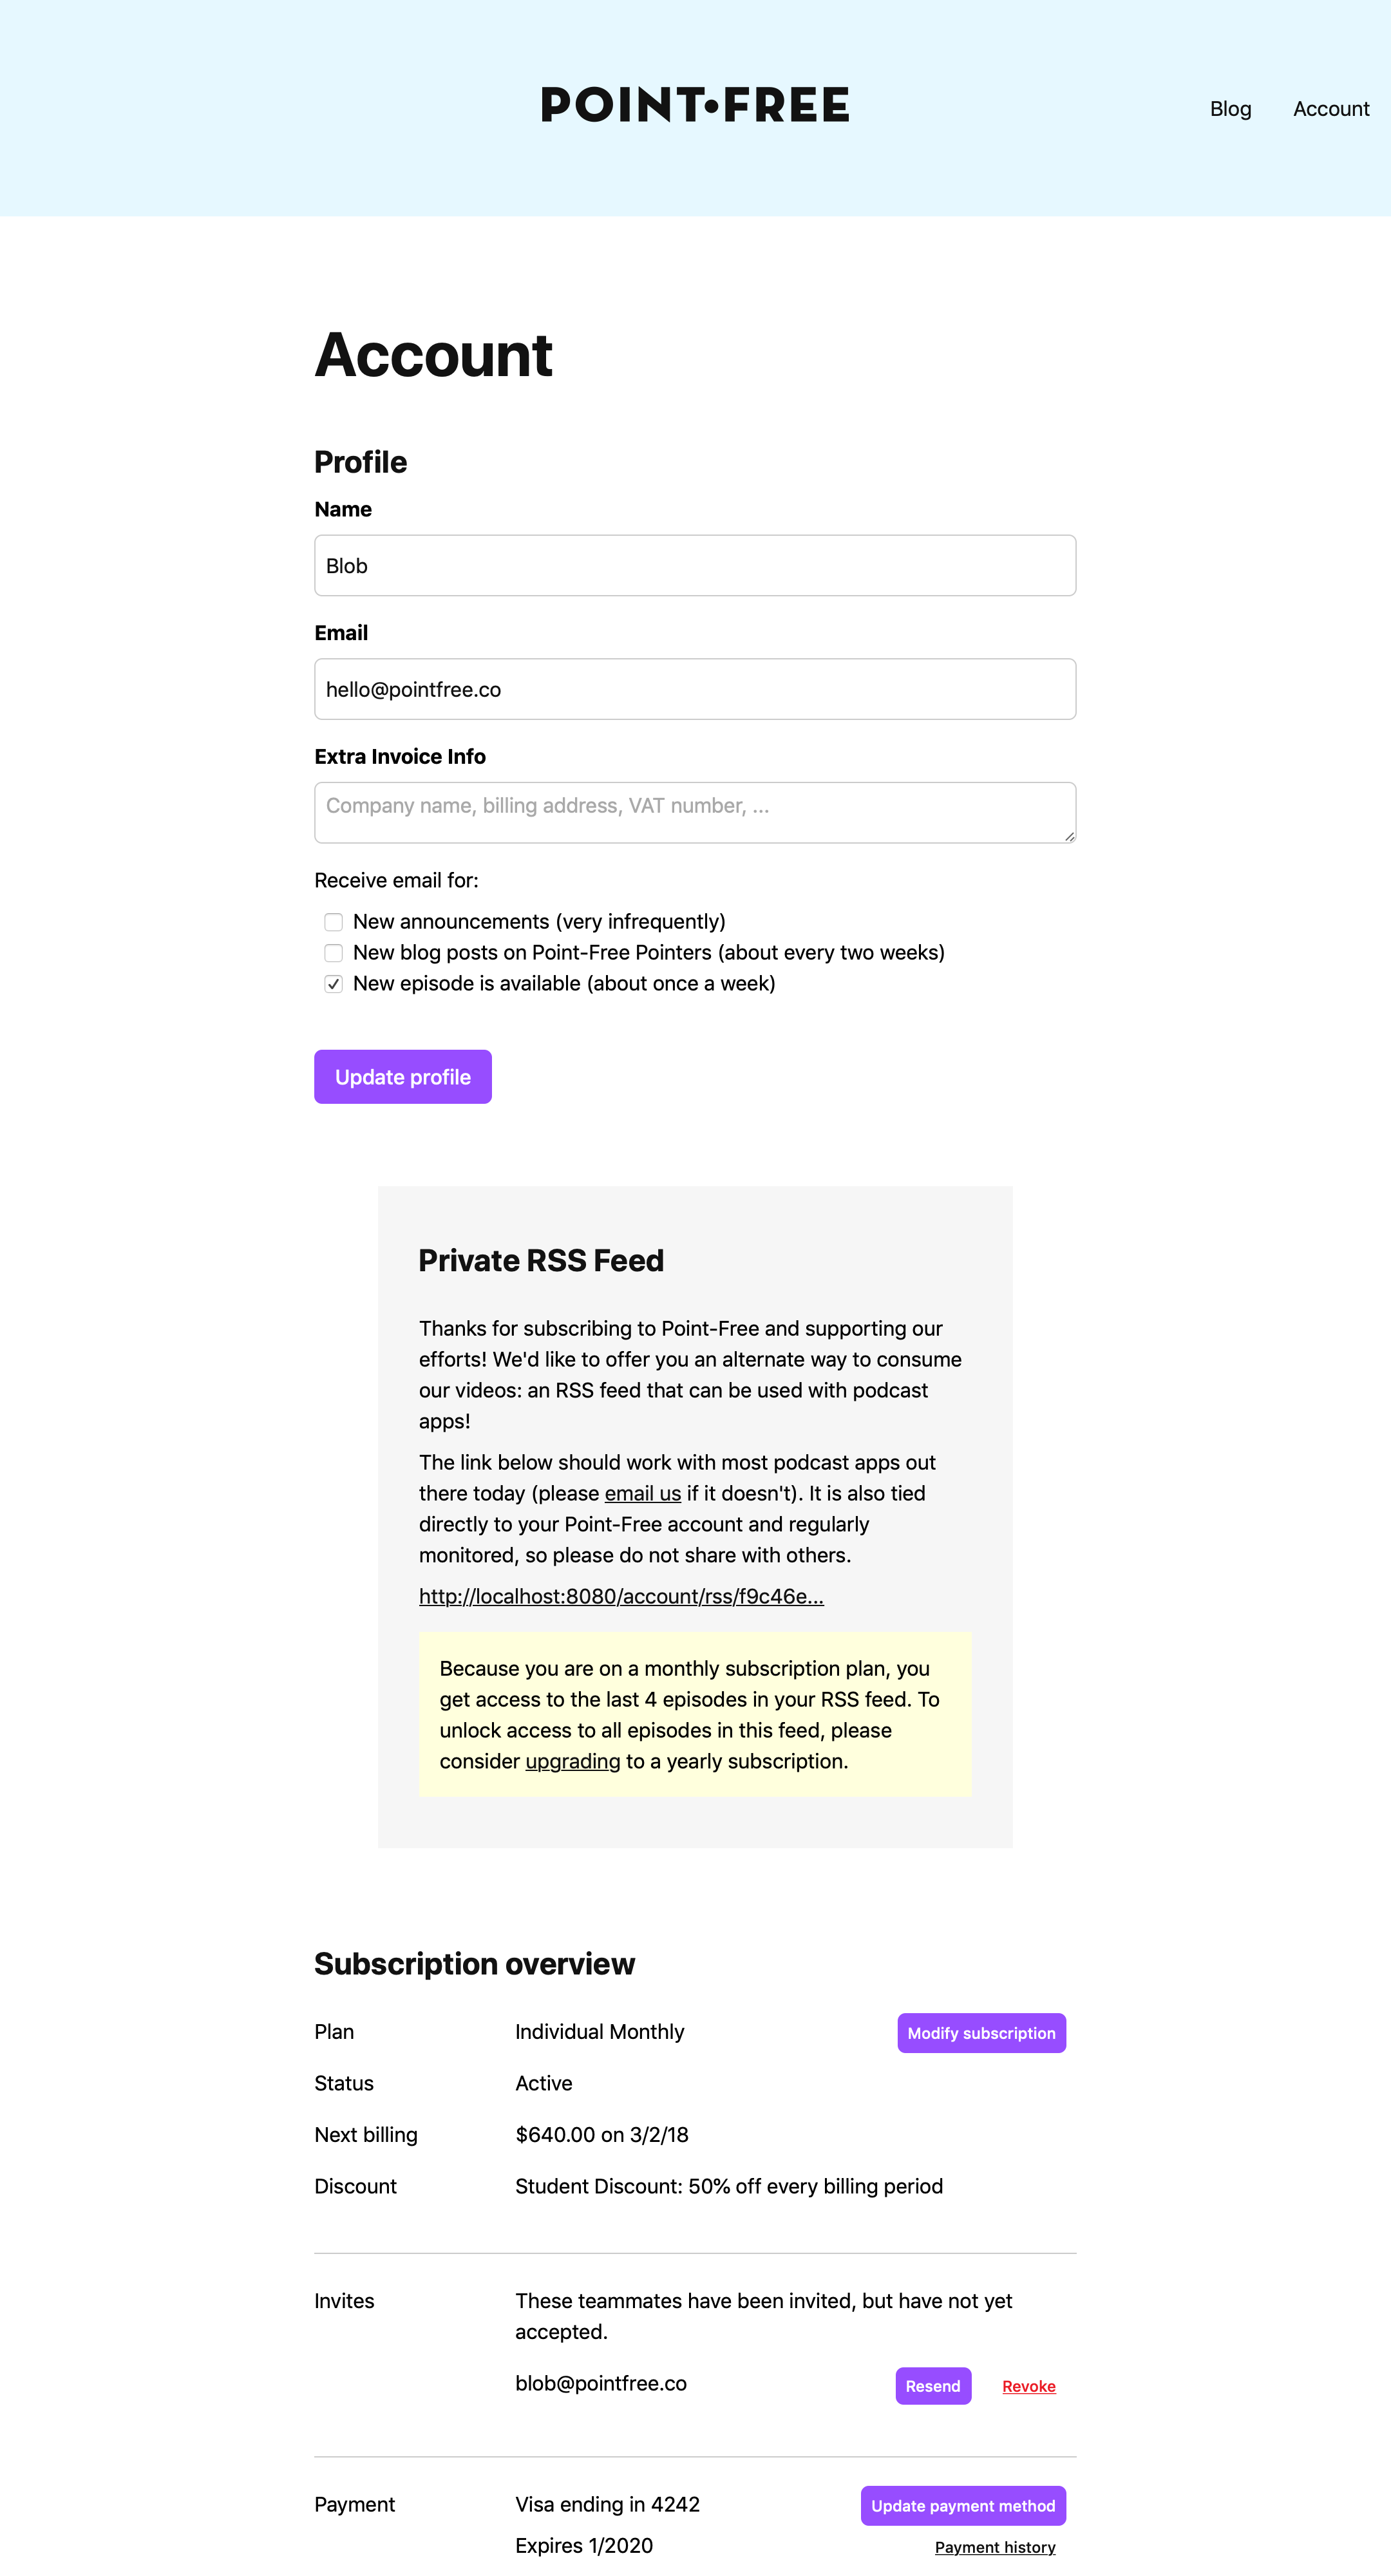 POINT•FREE
Blog
Account
Account
Profile
Name
Blob
Email
hello@pointfree.co
Extra Invoice Info
Company name, billing address, VAT number, ...
Receive email for:
New announcements (very infrequently)
New blog posts on Point-Free Pointers (about every two weeks)
New episode is available (about once a week)
Update profile
Private RSS Feed
Thanks for subscribing to Point-Free and supporting our
efforts! We'd like to offer you an alternate way to consume
our videos: an RSS feed that can be used with podcast
apps!
The link below should work with most podcast apps out
there today (please email us if it doesn't). It is also tied
directly to your Point-Free account and regularly
monitored, so please do not share with others.
http://localhost:8080/account/rss/f9c46e...
Because you are on a monthly subscription plan, you
get access to the last 4 episodes in your RSS feed. To
unlock access to all episodes in this feed, please
consider upgrading to a yearly subscription.
Subscription overview
Plan
Individual Monthly
Modify subscription
Status
Active
Next billing
$640.00 on 3/2/18
Discount
Student Discount: 50% off every billing period
Invites
These teammates have been invited, but have not yet
accepted.
blob@pointfree.co
Resend
Revoke
Payment
Visa ending in 4242
Update payment method
Expires 1/2020
Payment history